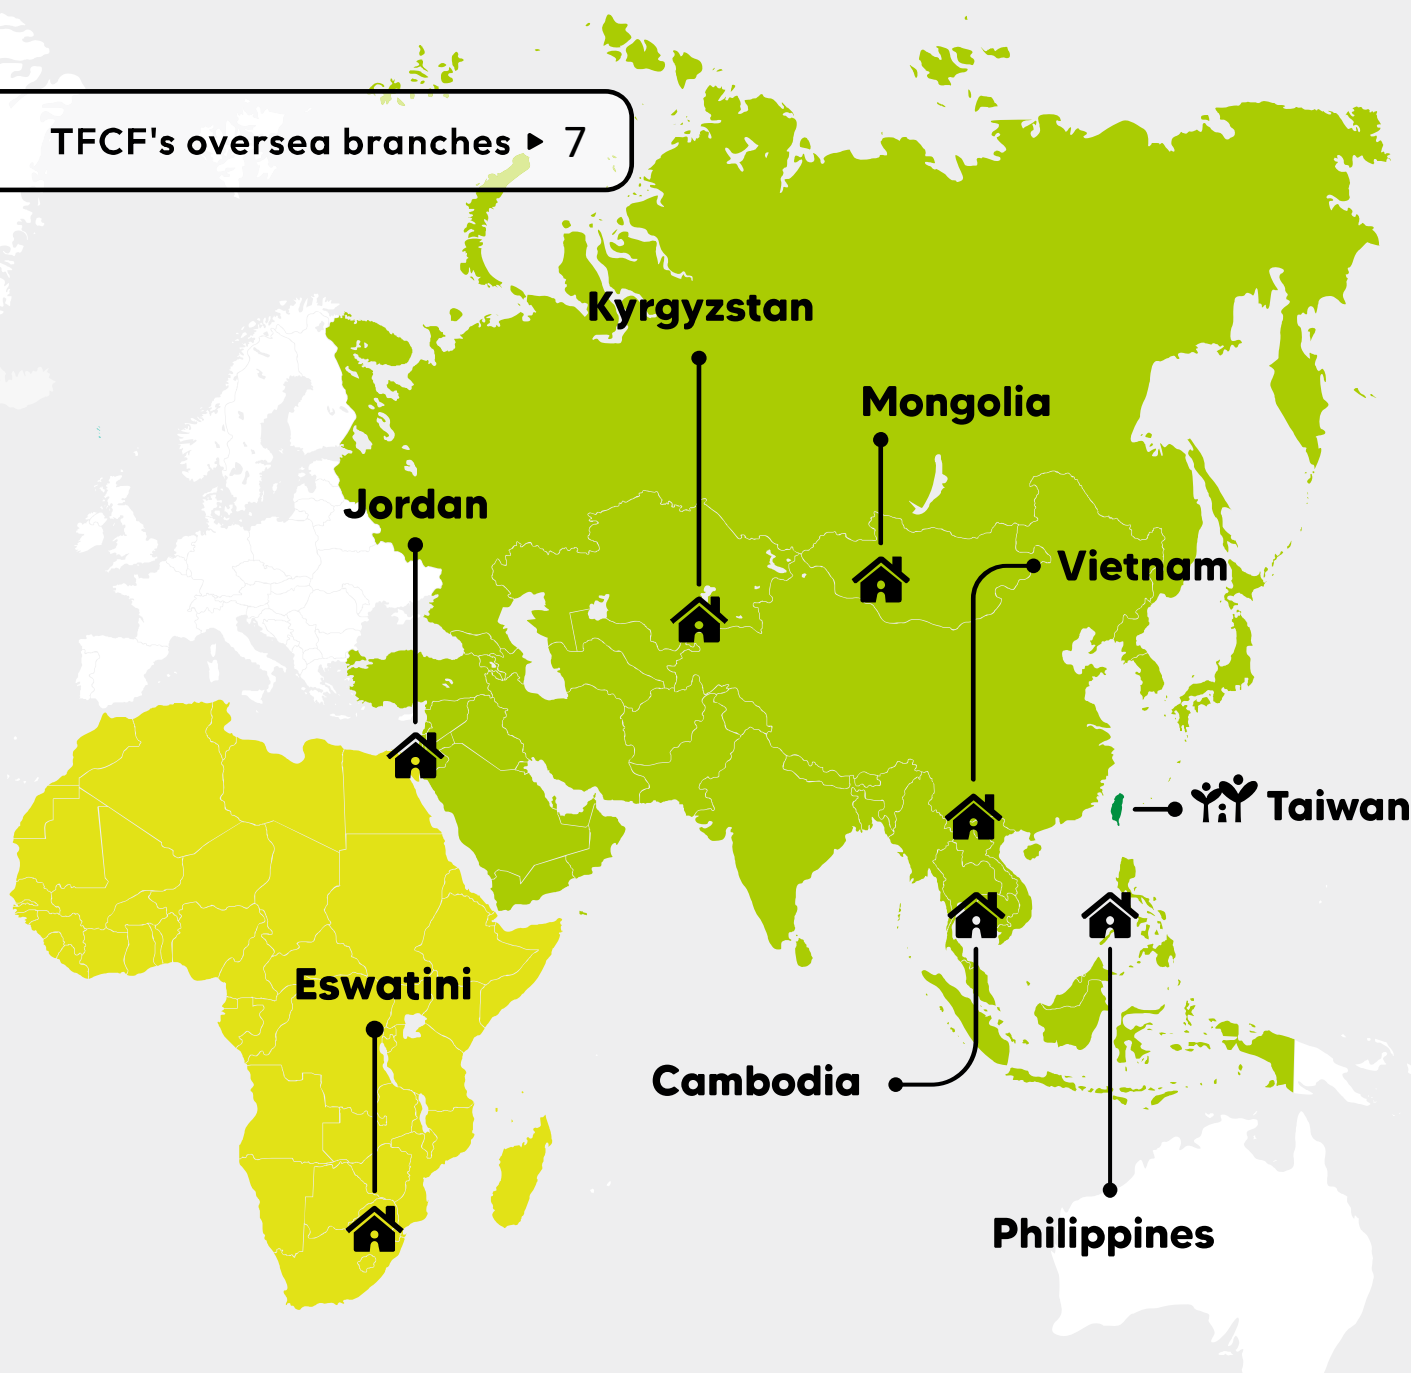 TFCF's oversea branches ▶ 7
Kyrgyzstan
Mongolia
Jordan
Vietnam
Taiwan
Eswatini
Cambodia
Philippines